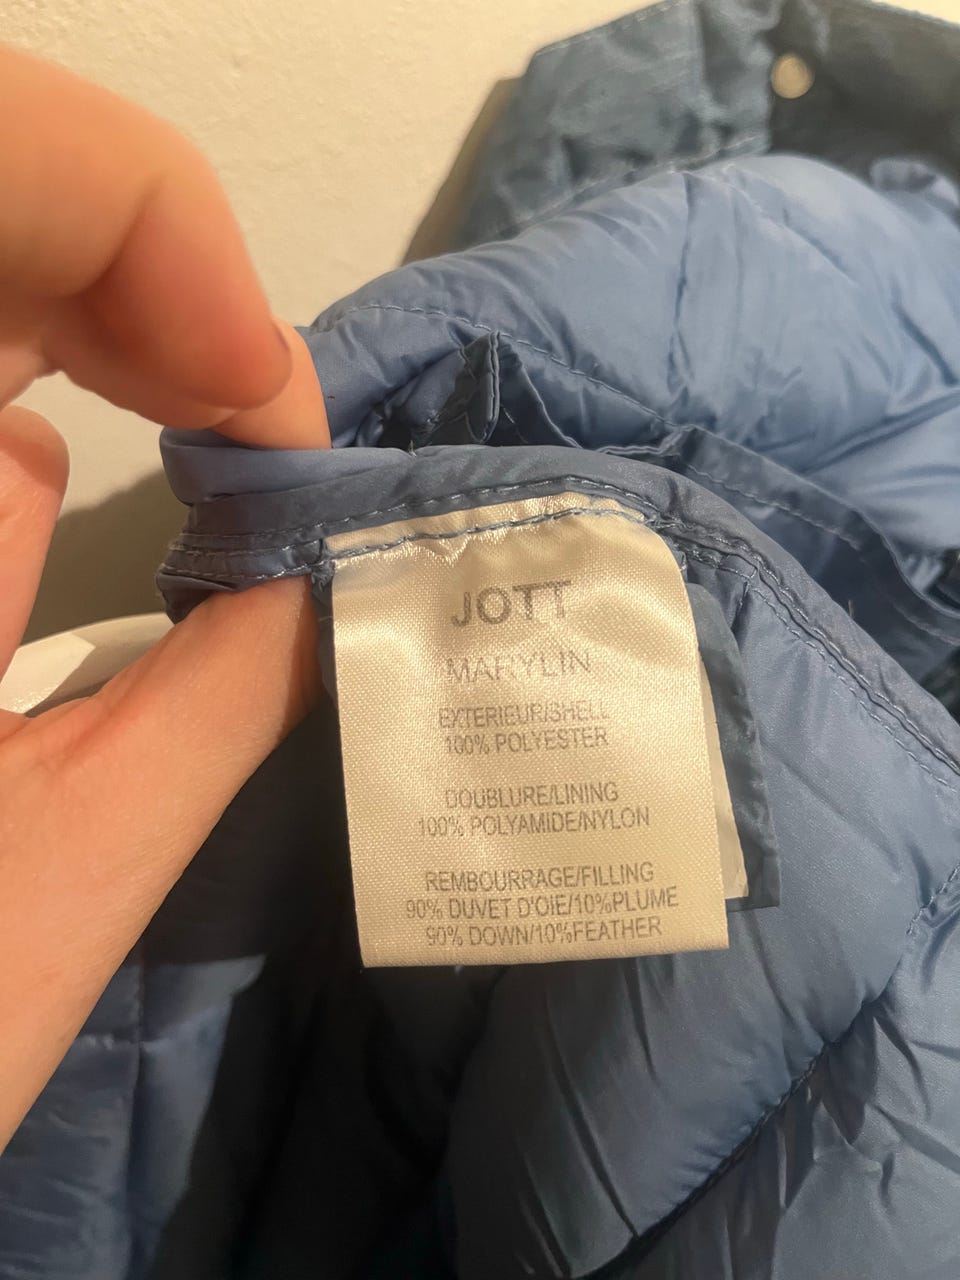 JOTT
MARYLIN
EXTERIEUR/SHELL
100% POLYESTER
DOUBLURE/LINING
100% POLYAMIDE/NYLON
REMBOURRAGE/FILLING
90% DUVET D'OIE/10%PLUME
90% DOWN/10%FEATHER